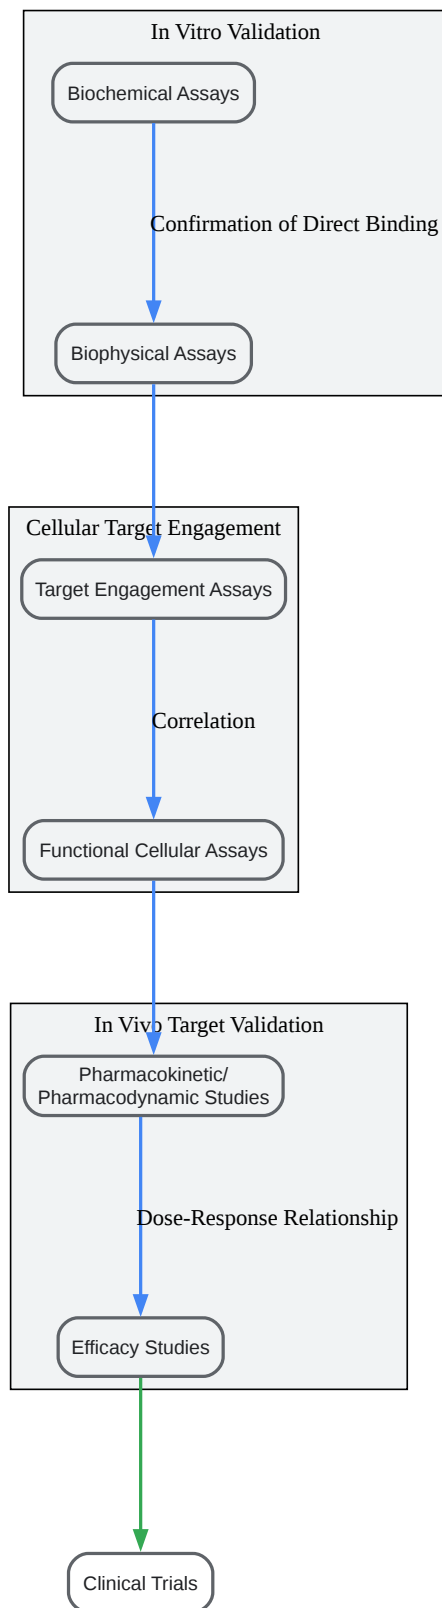 In Vitro Validation
Biochemical Assays
Confirmation of Direct Binding
Biophysical Assays
Cellular Target Engagement
Target Engagement Assays
Correlation
Functional Cellular Assays
In Vivo Target Validation
Pharmacokinetic/
Pharmacodynamic Studies
Dose-Response Relationship
Efficacy Studies
Clinical Trials